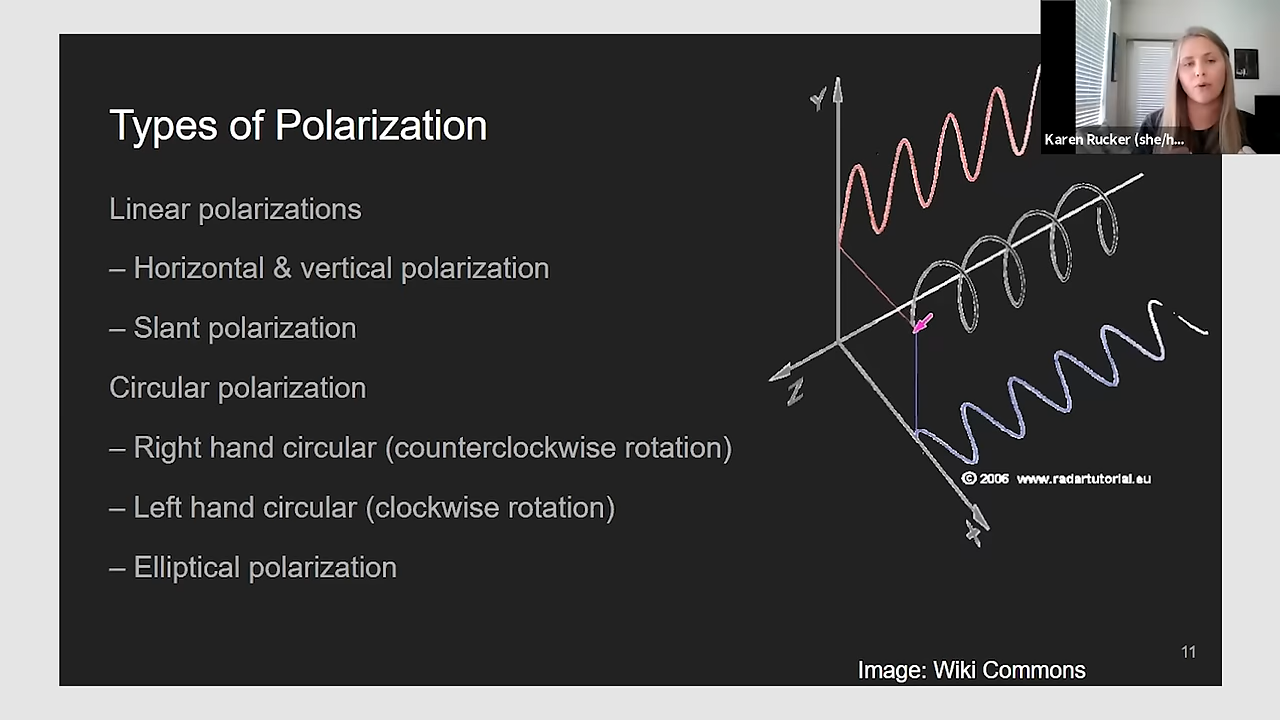 Types of Polarization
Linear polarizations
– Horizontal & vertical polarization
– Slant polarization
Circular polarization
– Right hand circular (counterclockwise rotation)
– Left hand circular (clockwise rotation)
– Elliptical polarization
Y
Z
X
© 2006 www.radartutorial.eu
Karen Rucker (she/h...
11
Image: Wiki Commons